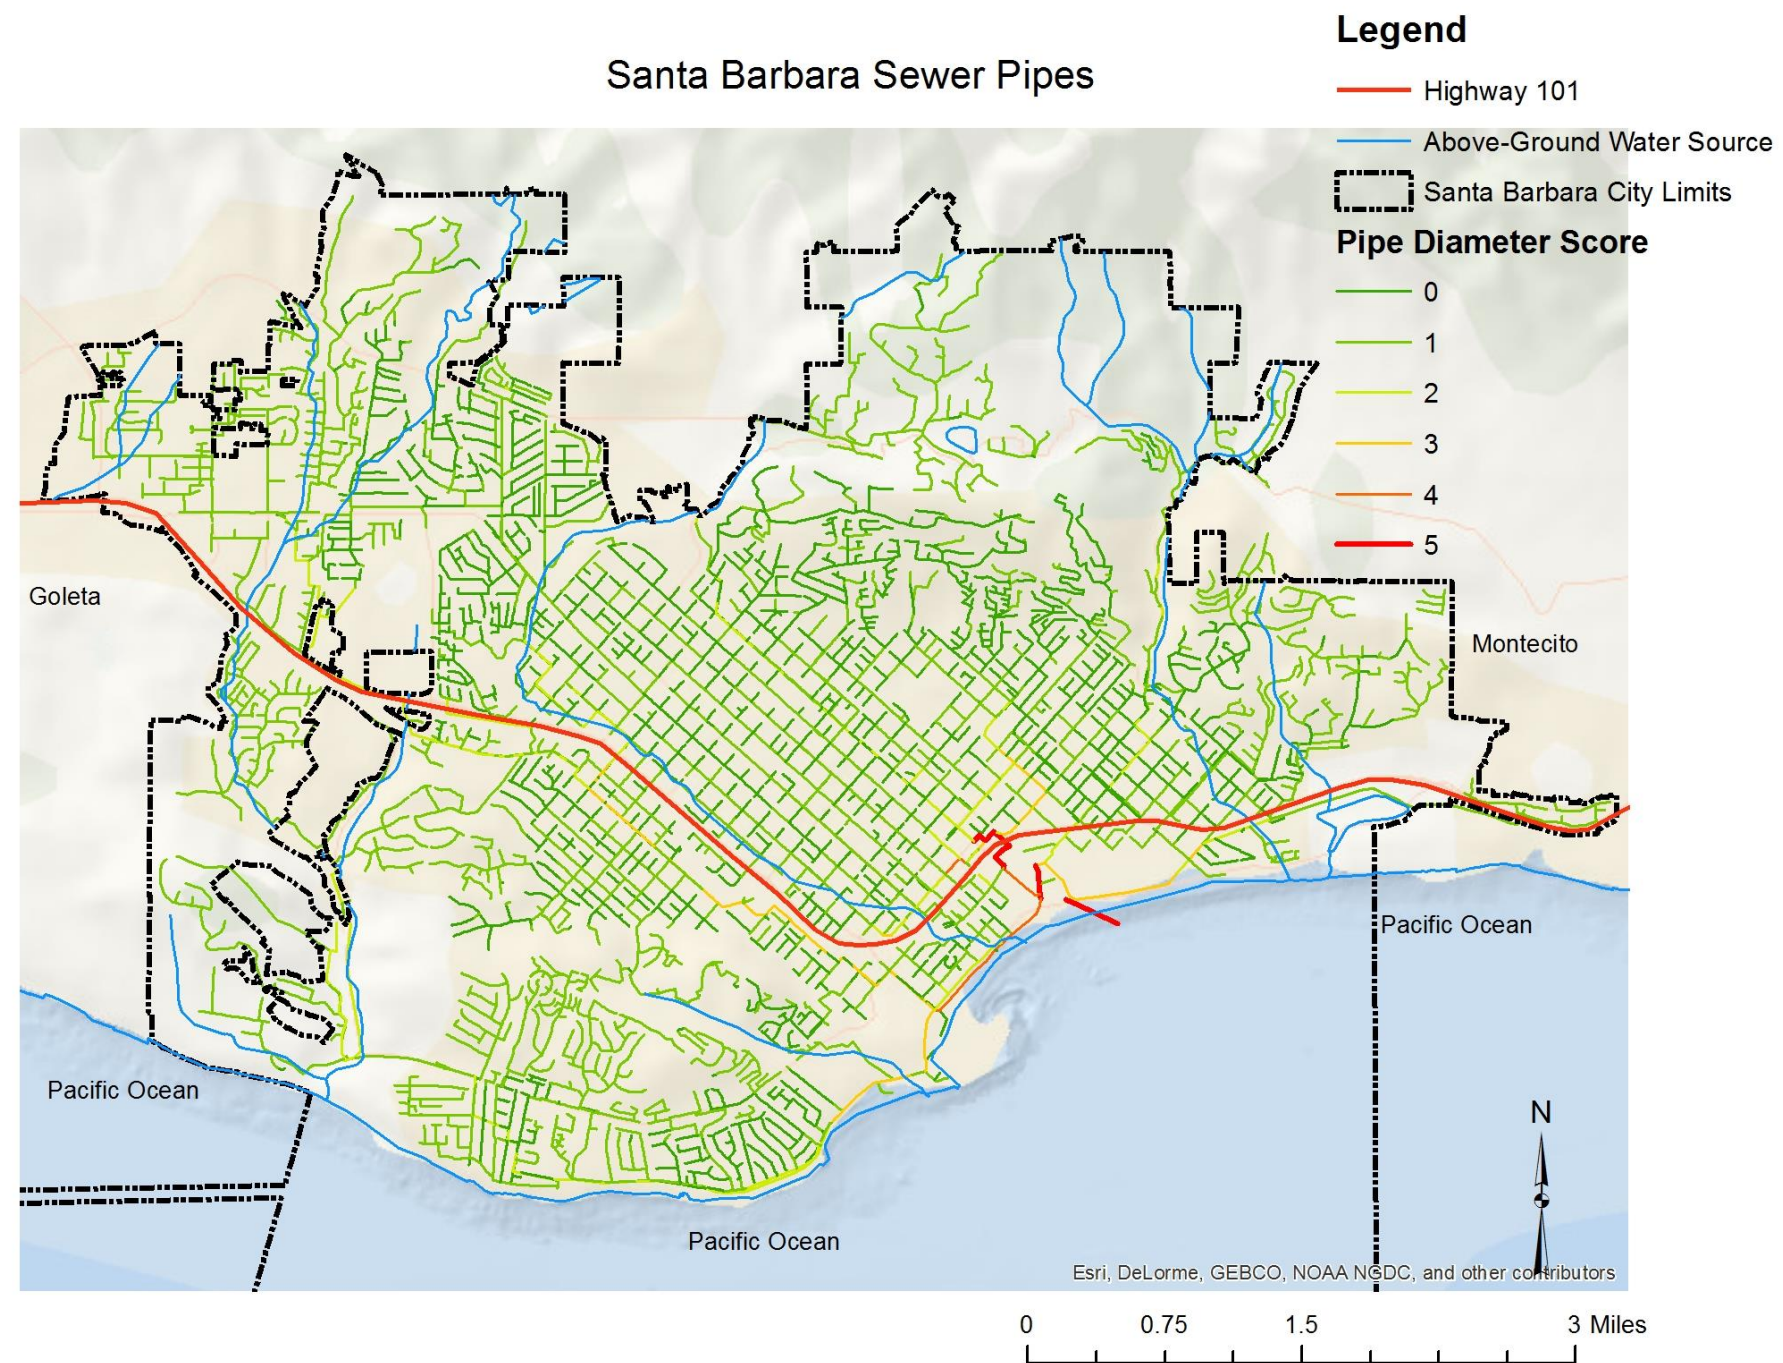 Legend
Santa Barbara Sewer Pipes
Highway 101
Above-Ground Water Source
Santa Barbara City Limits
Pipe Diameter Score
0
1
2
3
4
5
Goleta
Montecito
Pacific Ocean
Pacific Ocean
N
Pacific Ocean
Esri, DeLorme, GEBCO, NOAA NGDC, and other contributors
0 0.75 1.5 3 Miles